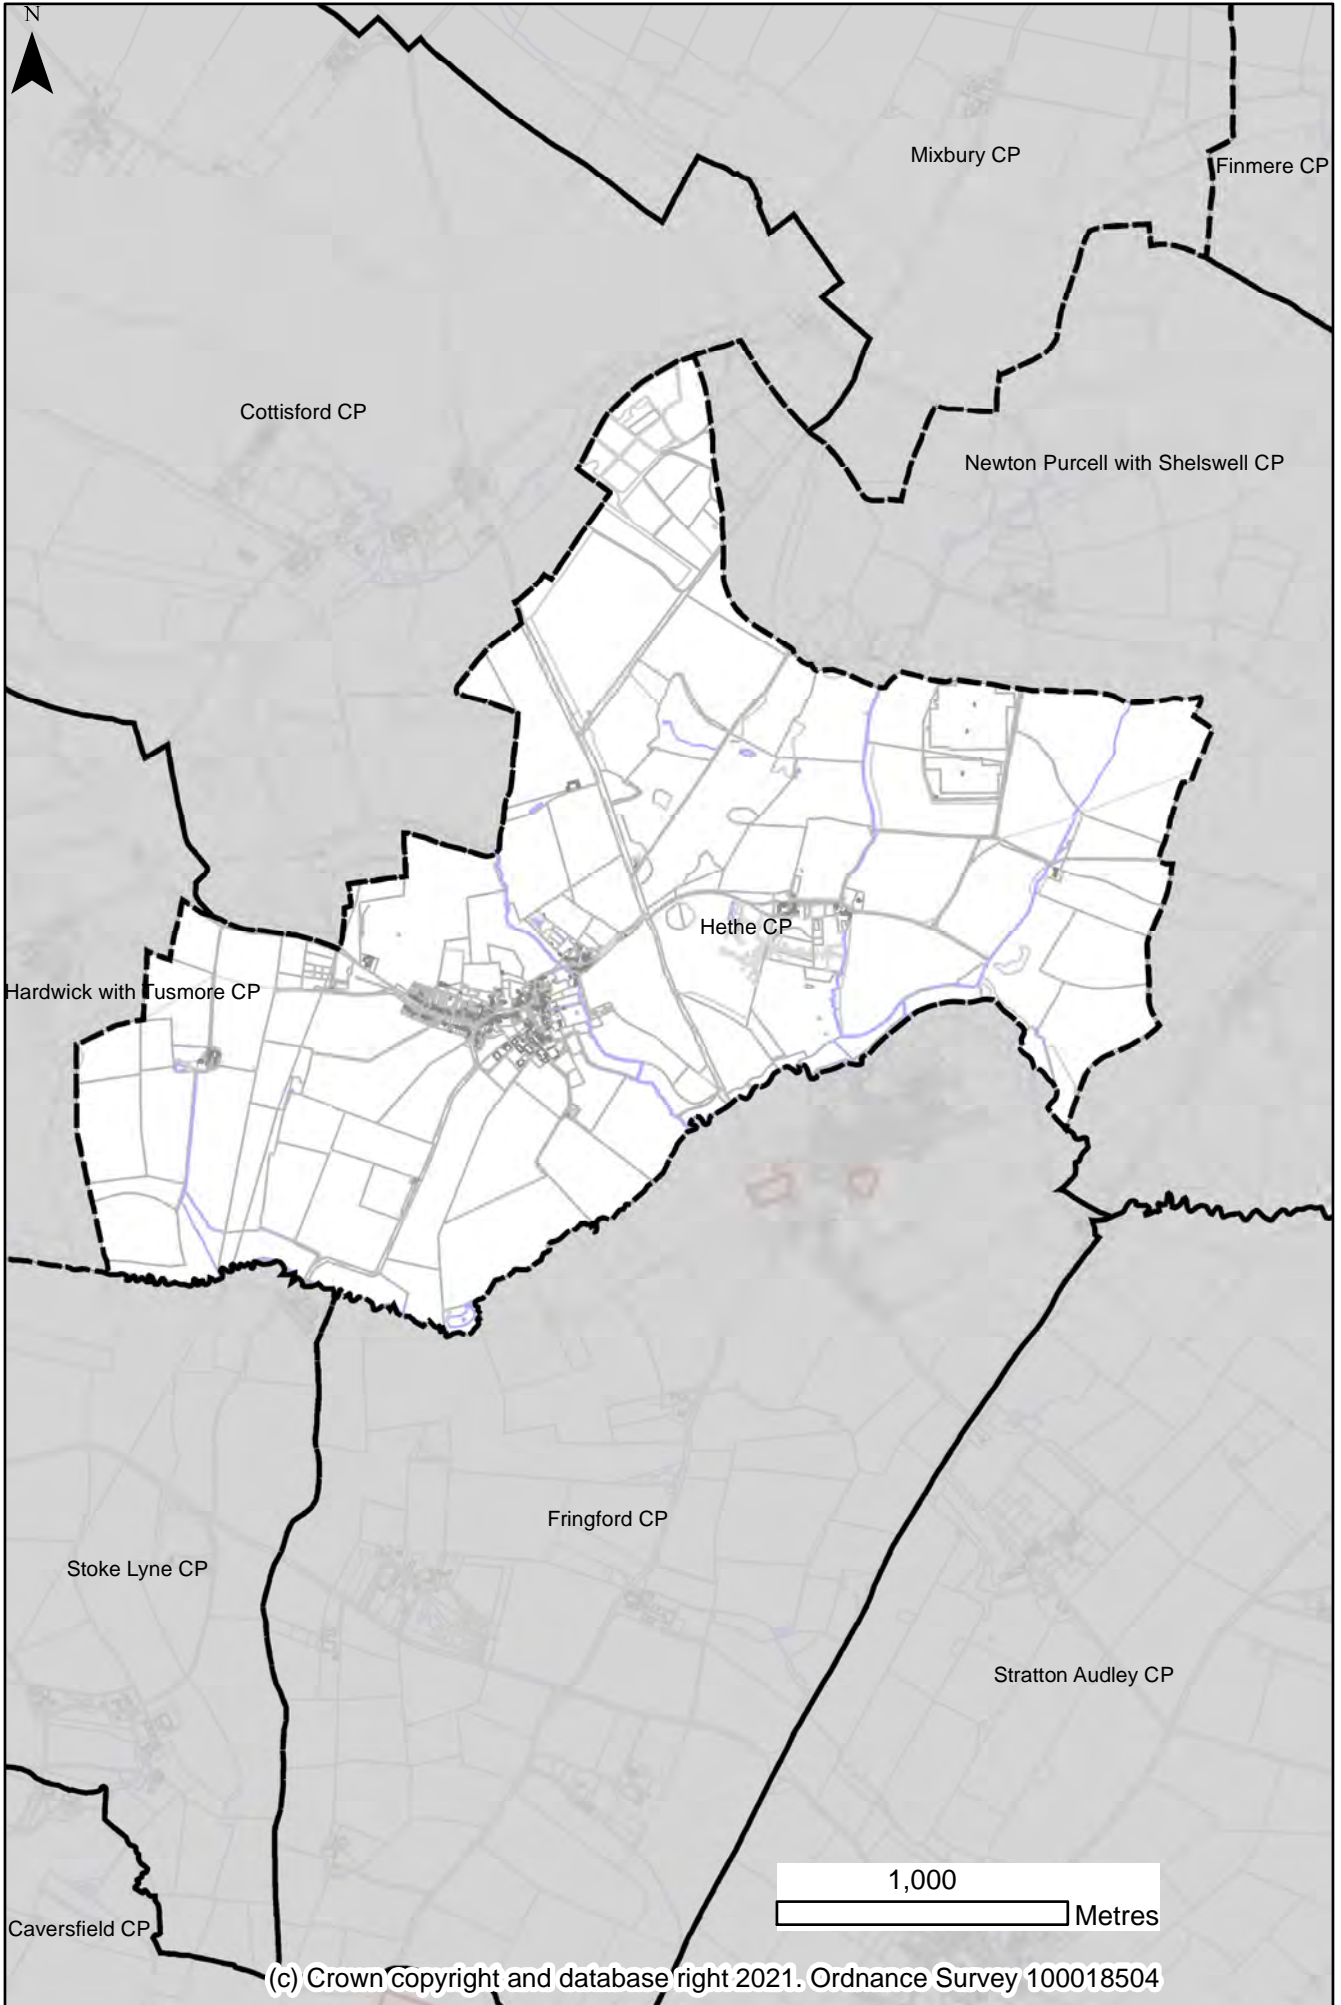 N
Mixbury CP
Finmere CP
Cottisford CP
Newton Purcell with Shelswell CP
Hethe CP
Hardwick with Tusmore CP
Fringford CP
Stoke Lyne CP
Stratton Audley CP
1,000
Metres
Caversfield CP
(c) Crown copyright and database right 2021. Ordnance Survey 100018504